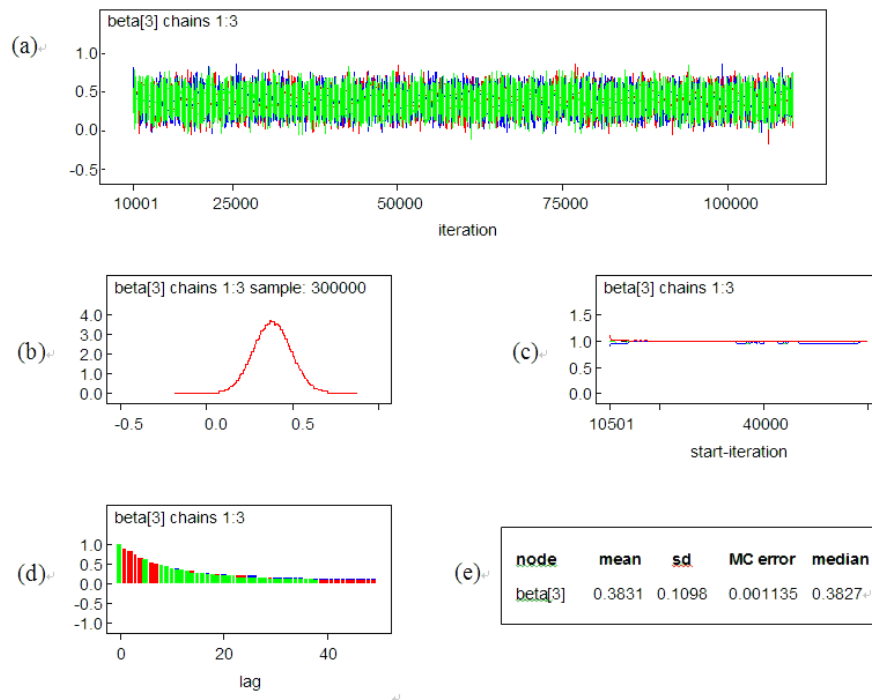 (a)
beta[3] chains 1:3
1.0
0.5
0.0
-0.5
10001 25000 50000 75000 100000
iteration
(b)
beta[3] chains 1:3 sample: 300000
4.0
3.0
2.0
1.0
0.0
-0.5 0.0 0.5
(c)
beta[3] chains 1:3
1.5
1.0
0.5
0.0
10501 40000
start-iteration
(d)
beta[3] chains 1:3
1.0
0.5
0.0
-0.5
-1.0
0 20 40
lag
(e)
node mean sd MC error median
beta[3] 0.3831 0.1098 0.001135 0.3827